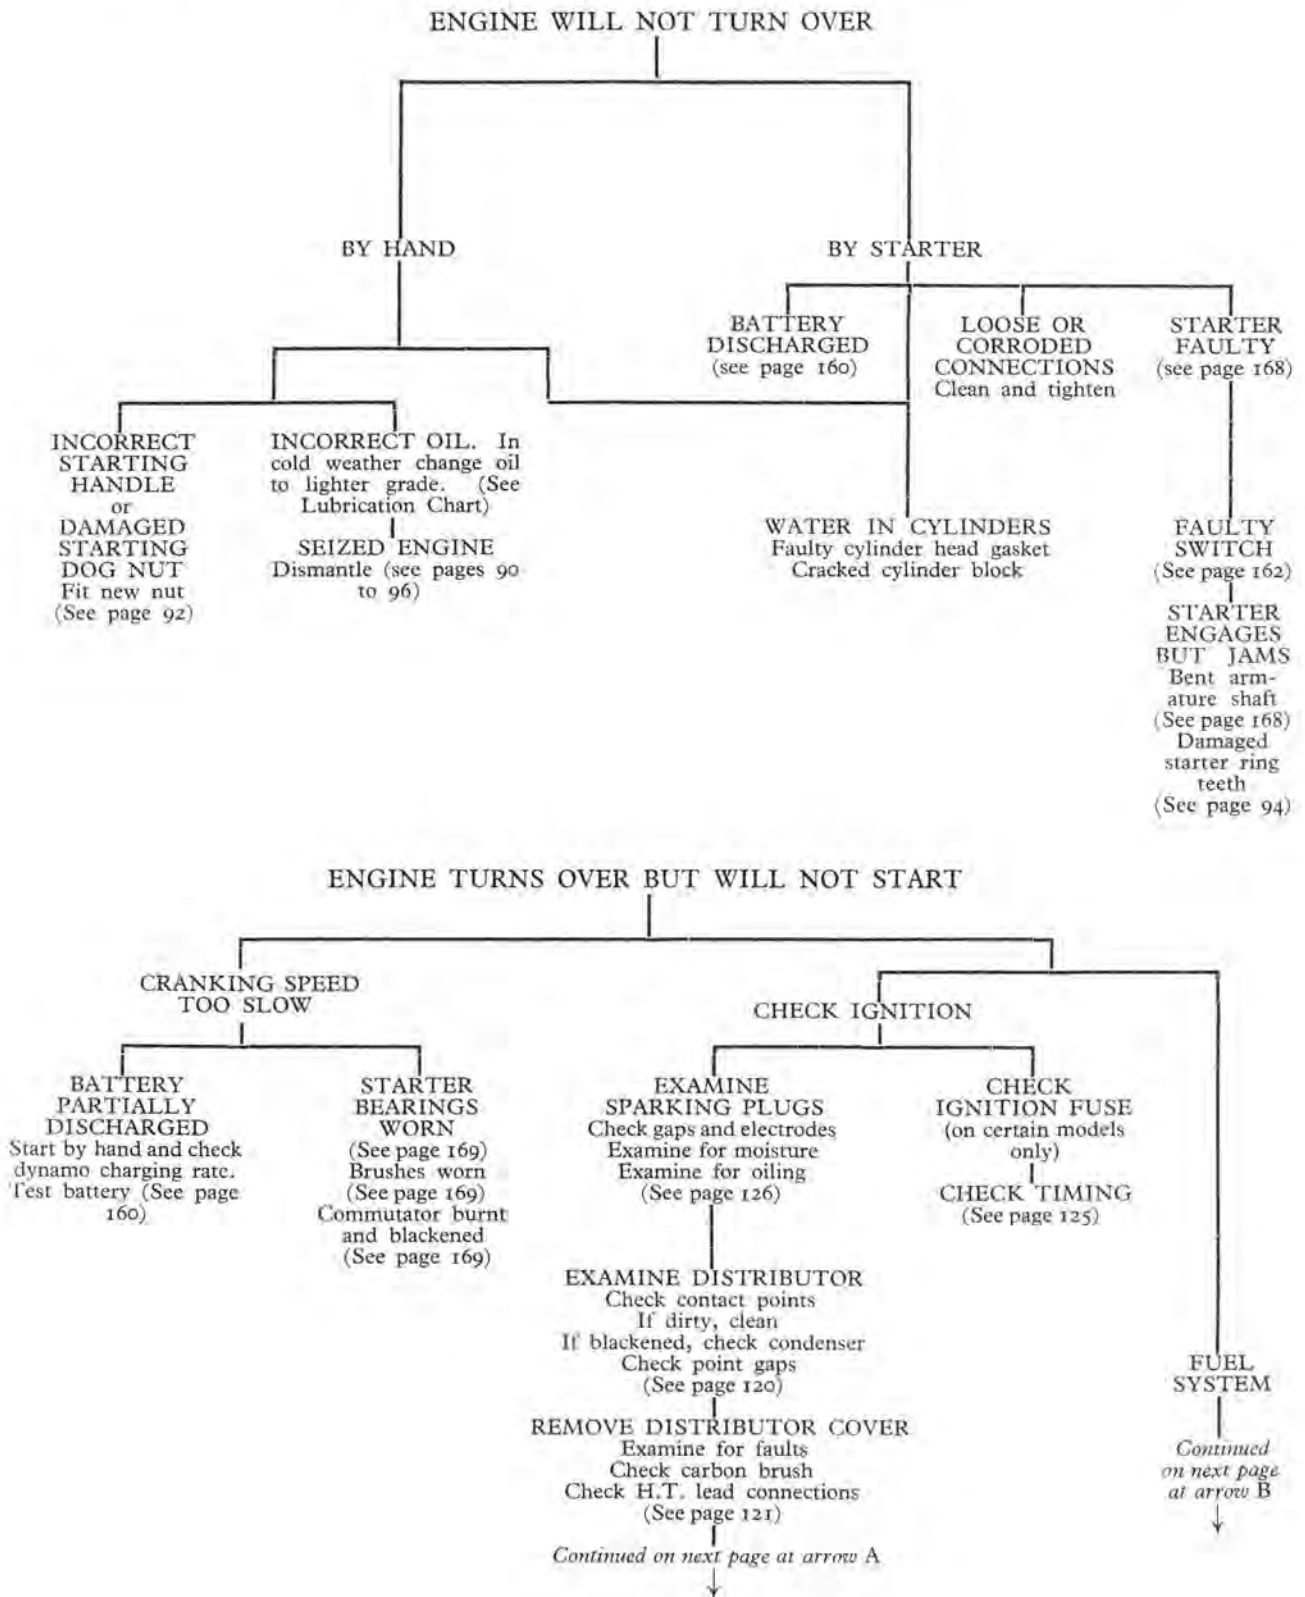 ENGINE WILL NOT TURN OVER
BY HAND
BY STARTER
BATTERY
DISCHARGED
(see page 160)
LOOSE OR
CORRODED
CONNECTIONS
Clean and tighten
STARTER
FAULTY
(see page 168)
INCORRECT
STARTING
HANDLE
or
DAMAGED
STARTING
DOG NUT
Fit new nut
(See page 92)
INCORRECT OIL. In
cold weather change oil
to lighter grade. (See
Lubrication Chart)
SEIZED ENGINE
Dismantle (see pages 90
to 96)
WATER IN CYLINDERS
Faulty cylinder head gasket
Cracked cylinder block
FAULTY
SWITCH
(See page 162)
STARTER
ENGAGES
BUT JAMS
Bent arm-
ature shaft
(See page 168)
Damaged
starter ring
teeth
(See page 94)
ENGINE TURNS OVER BUT WILL NOT START
CRANKING SPEED
TOO SLOW
CHECK IGNITION
BATTERY
PARTIALLY
DISCHARGED
Start by hand and check
dynamo charging rate.
Test battery (See page
160)
STARTER
BEARINGS
WORN
(See page 169)
Brushes worn
(See page 169)
Commutator burnt
and blackened
(See page 169)
EXAMINE
SPARKING PLUGS
Check gaps and electrodes
Examine for moisture
Examine for oiling
(See page 126)
CHECK
IGNITION FUSE
(on certain models
only)
CHECK TIMING
(See page 125)
EXAMINE DISTRIBUTOR
Check contact points
If dirty, clean
If blackened, check condenser
Check point gaps
(See page 120)
REMOVE DISTRIBUTOR COVER
Examine for faults
Check carbon brush
Check H.T. lead connections
(See page 121)
Continued on next page at arrow A
FUEL
SYSTEM
Continued
on next page
at arrow B